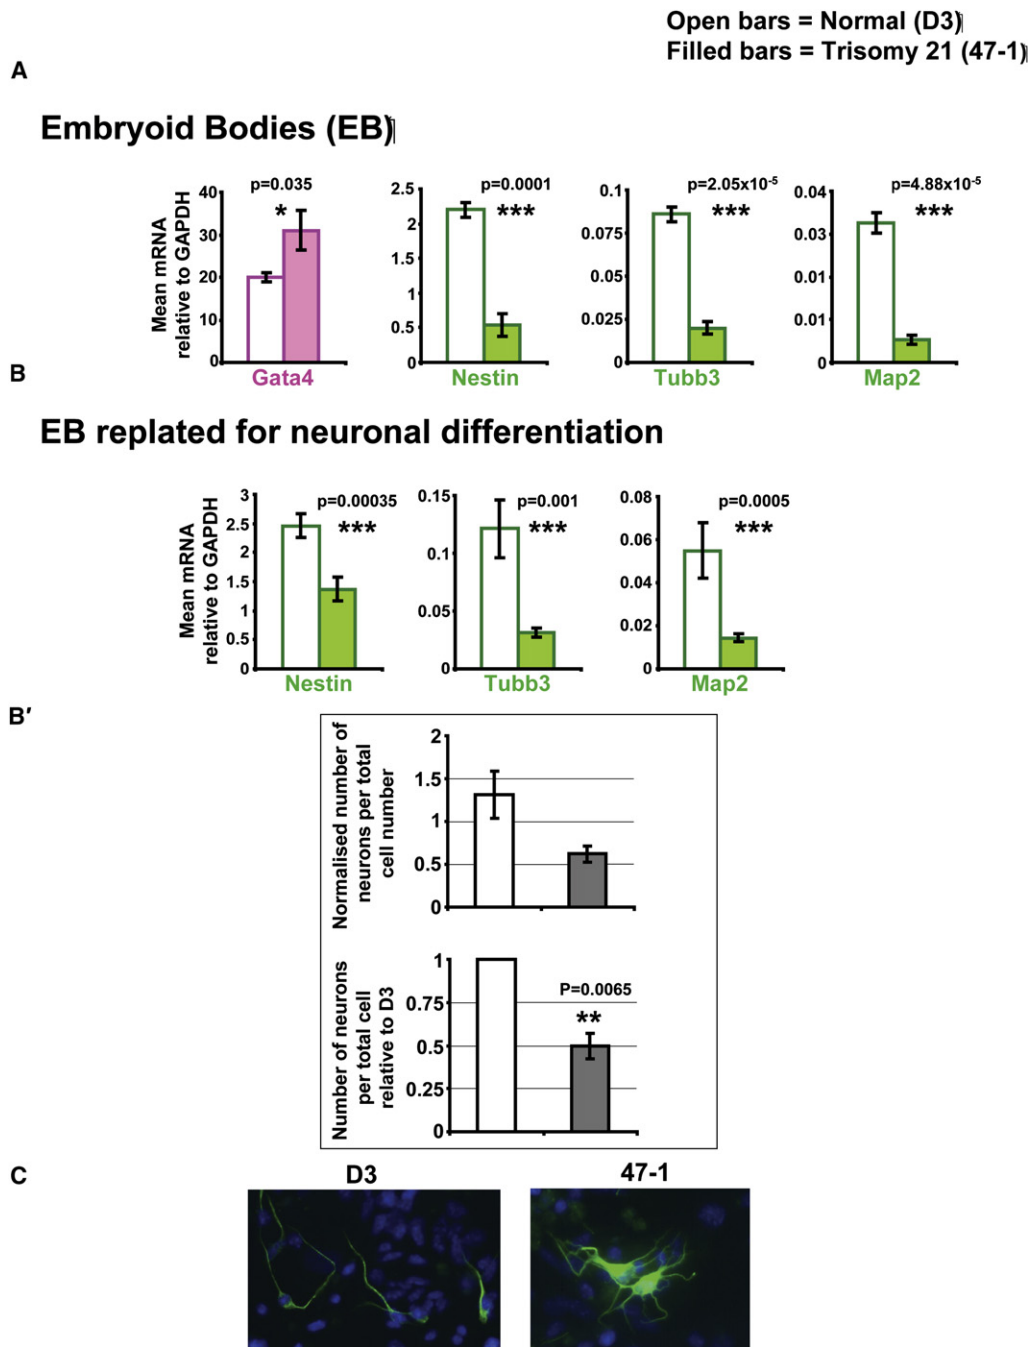 Open bars = Normal (D3)
Filled bars = Trisomy 21 (47-1)
A
Embryoid Bodies (EB)
Mean mRNA
relative to GAPDH
40
30
20
10
0
p=0.035
*
Gata4
2.5
2
1.5
1
0.5
0
p=0.0001
***
Nestin
0.1
0.075
0.05
0.025
0
p=2.05x10-5
***
Tubb3
0.04
0.03
0.01
0.01
0
p=4.88x10-5
***
Map2
B
EB replated for neuronal differentiation
Mean mRNA
relative to GAPDH
3
2.5
2
1.5
1
0.5
0
p=0.00035
***
Nestin
0.15
0.1
0.05
0
p=0.001
***
Tubb3
0.08
0.06
0.04
0.02
0
p=0.0005
***
Map2
B'
Normalised number of
neurons per total
cell number
2
1.5
1
0.5
0
Number of neurons
per total cell
relative to D3
1
0.75
0.5
0.25
0
P=0.0065
**
C
D3
47-1